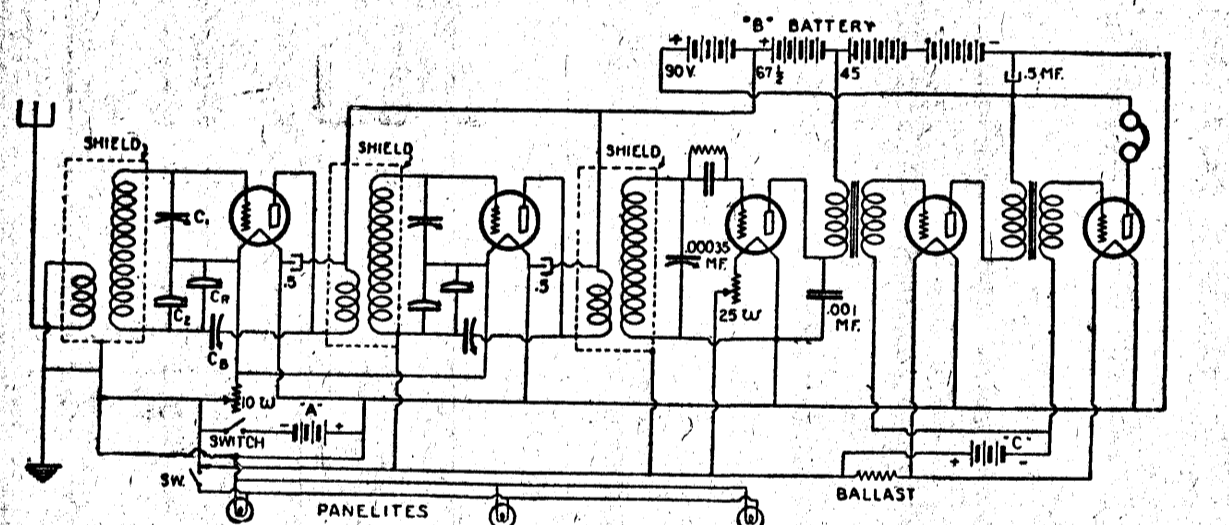 "B" BATTERY
+ + -
90 V. 67½ 45 .5 MF.
SHIELD
SHIELD
SHIELD
C1
C2
CR
CB
.5
.5
.00035
MF.
25 ω
.001
MF.
10 ω
"A"
- +
SWITCH
"C"
+ -
SW.
BALLAST
PANELITES